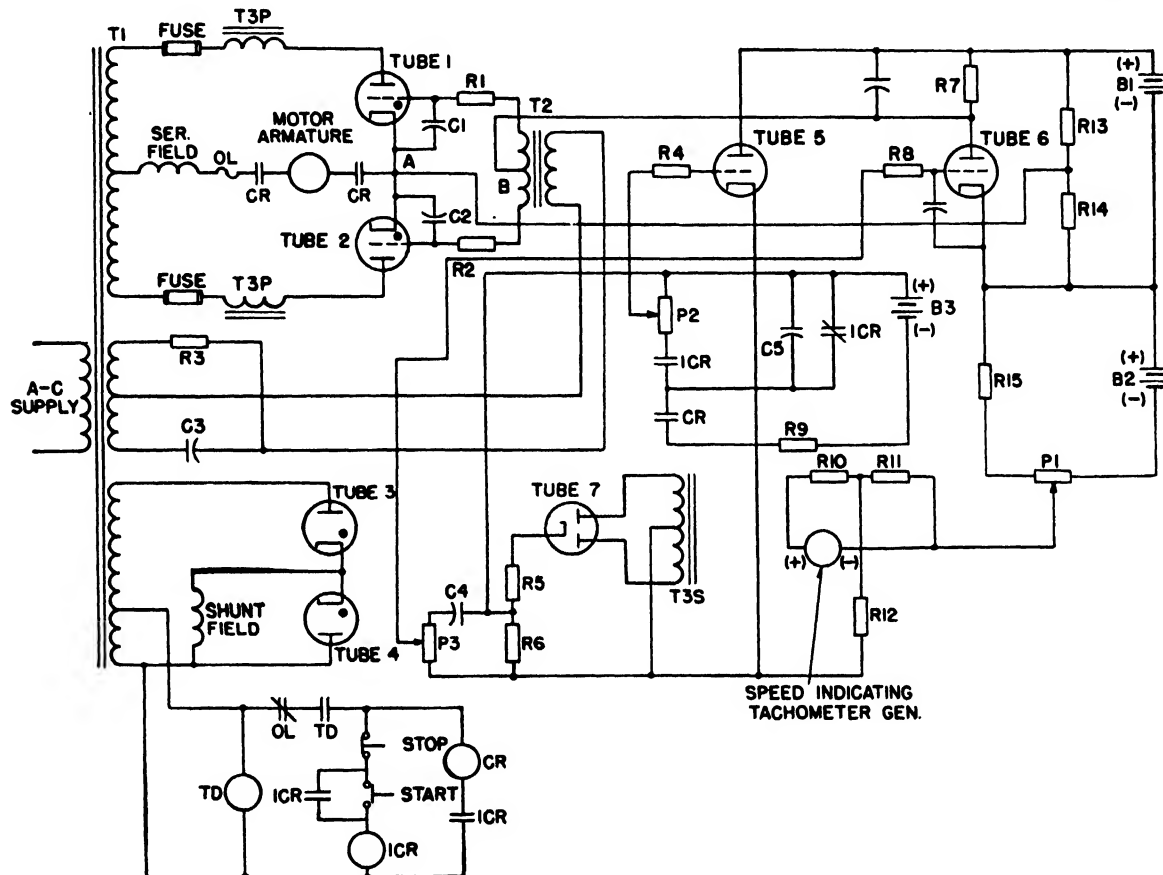 T1
FUSE
T3P
TUBE 1
R1
T2
C1
MOTOR
ARMATURE
SER.
FIELD
OL
CR
CR
A
B
C2
TUBE 2
R2
FUSE
T3P
R3
A-C
SUPPLY
C3
R4
TUBE 5
R7
R8
TUBE 6
R13
R14
(+)
B1
(-)
P2
1CR
C5
1CR
(+)
B3
(-)
CR
R9
R15
(+)
B2
(-)
P1
R10
R11
(+)
(-)
R12
SPEED INDICATING
TACHOMETER GEN.
TUBE 7
T3S
R5
C4
P3
R6
TUBE 3
SHUNT
FIELD
TUBE 4
OL
TD
STOP
CR
TD
1CR
START
1CR
1CR